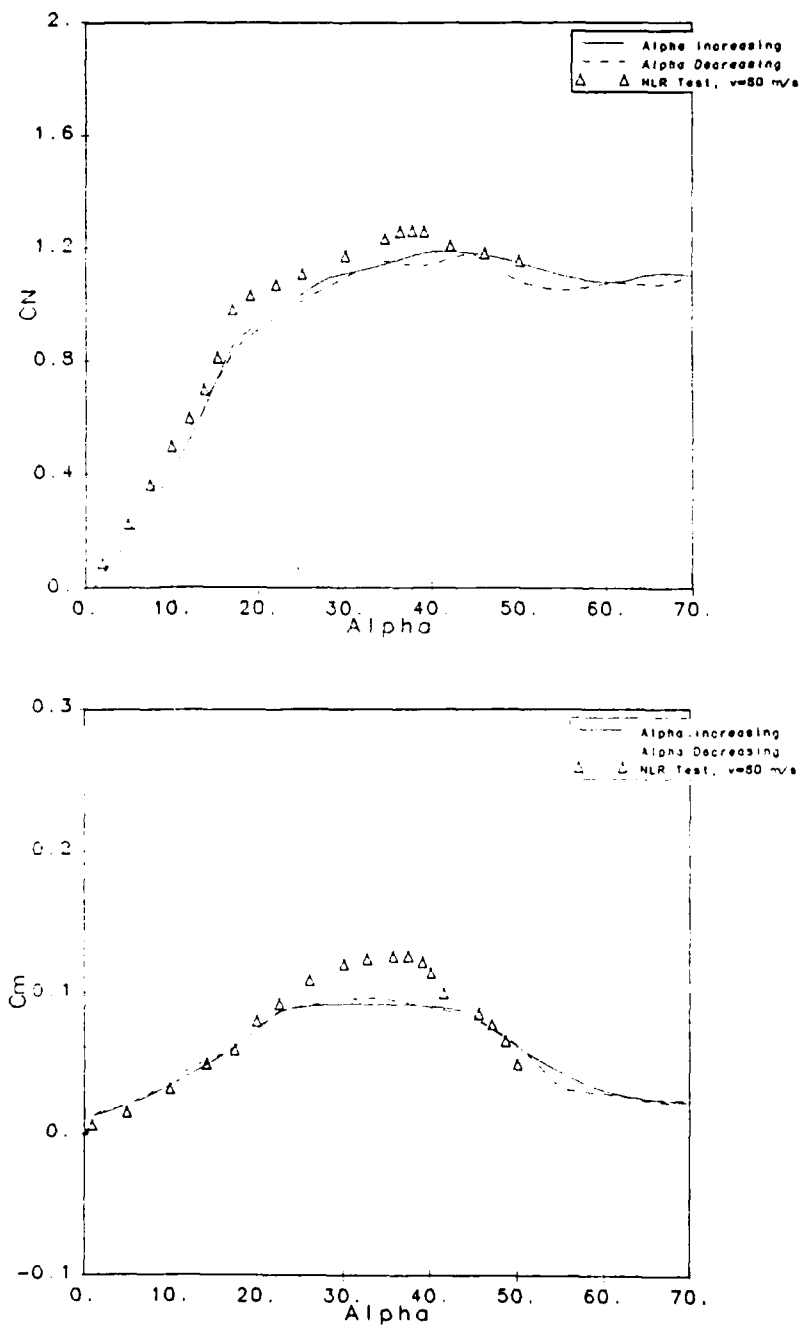 2.
Alpha Increasing
Alpha Decreasing
NLR Test, v=80 m/s
1.6
1.2
CN
0.8
0.4
0.
0. 10. 20. 30. 40. 50. 60. 70.
Alpha
0.3
Alpha Increasing
Alpha Decreasing
NLR Test, v=80 m/s
0.2
Cm
0.1
0.
-0.1
0. 10. 20. 30. 40. 50. 60. 70.
Alpha